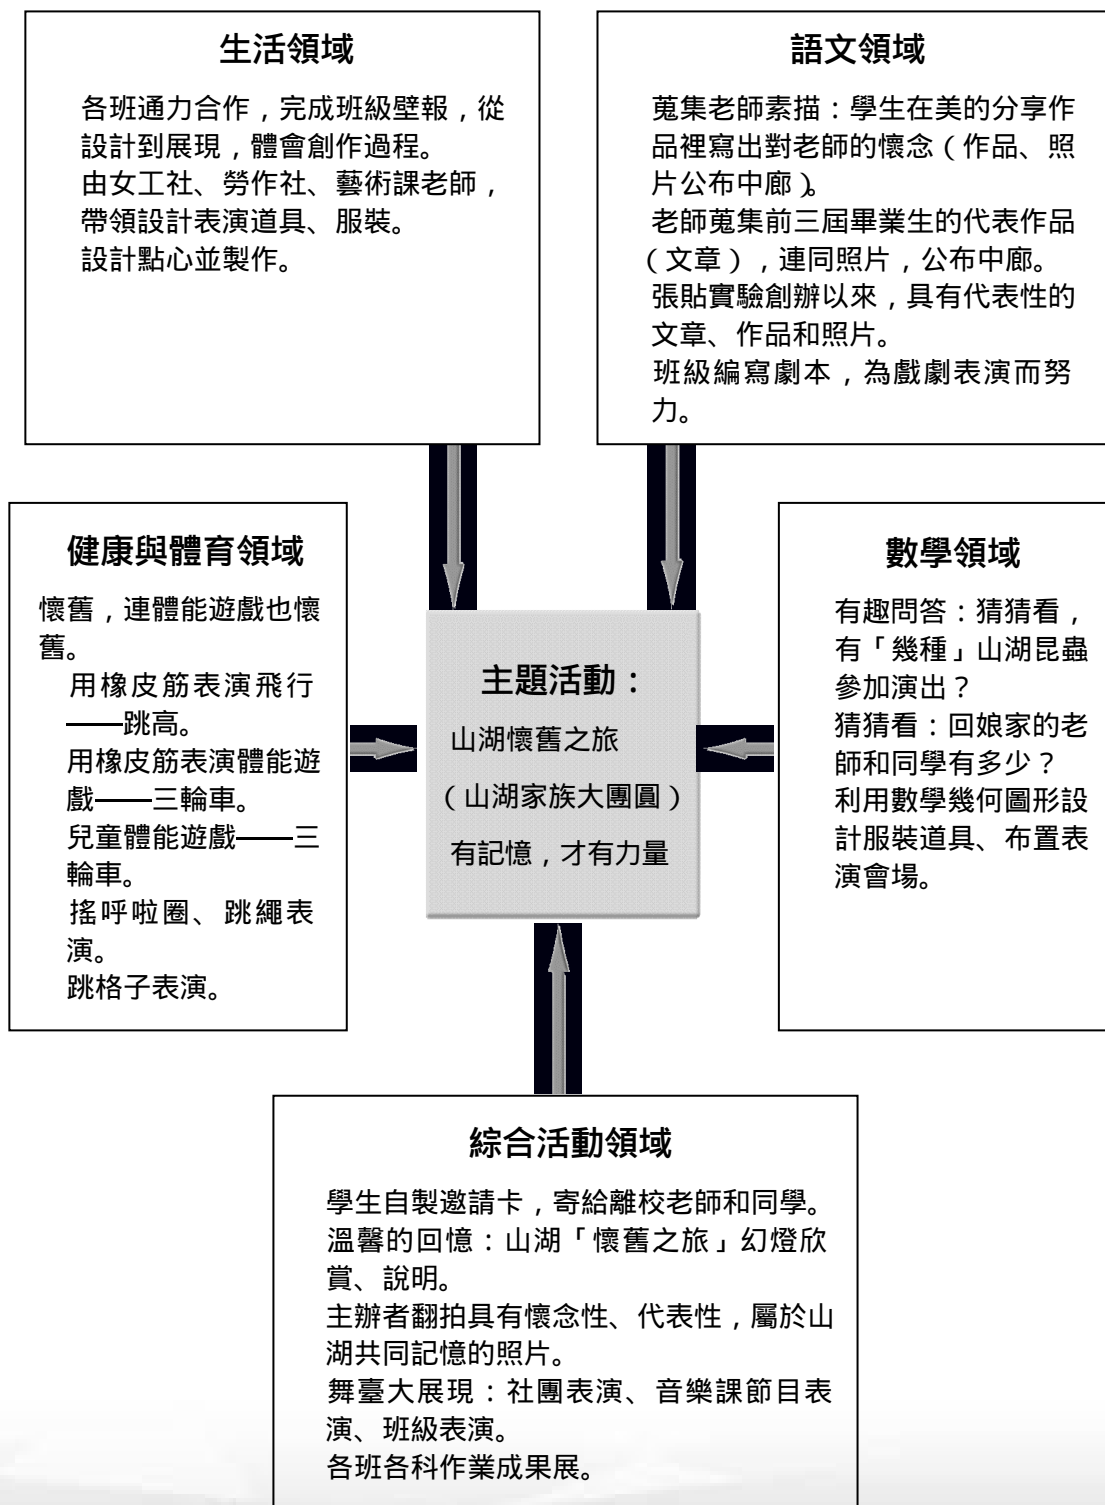 生活領域
各班通力合作，完成班級壁報，從
設計到展現，體會創作過程。
由女工社、勞作社、藝術課老師，
帶領設計表演道具、服裝。
設計點心並製作。
語文領域
蒐集老師素描：學生在美的分享作
品裡寫出對老師的懷念（作品、照
片公布中廊）。
老師蒐集前三屆畢業生的代表作品
（文章），連同照片，公布中廊。
張貼實驗創辦以來，具有代表性的
文章、作品和照片。
班級編寫劇本，為戲劇表演而努
力。
健康與體育領域
懷舊，連體能遊戲也懷
舊。
用橡皮筋表演飛行
——跳高。
用橡皮筋表演體能遊
戲——三輪車。
兒童體能遊戲——三
輪車。
搖呼啦圈、跳繩表
演。
跳格子表演。
主題活動：
山湖懷舊之旅
（山湖家族大團圓）
有記憶，才有力量
數學領域
有趣問答：猜猜看，
有「幾種」山湖昆蟲
參加演出？
猜猜看：回娘家的老
師和同學有多少？
利用數學幾何圖形設
計服裝道具、布置表
演會場。
綜合活動領域
學生自製邀請卡，寄給離校老師和同學。
溫馨的回憶：山湖「懷舊之旅」幻燈欣
賞、說明。
主辦者翻拍具有懷念性、代表性，屬於山
湖共同記憶的照片。
舞臺大展現：社團表演、音樂課節目表
演、班級表演。
各班各科作業成果展。